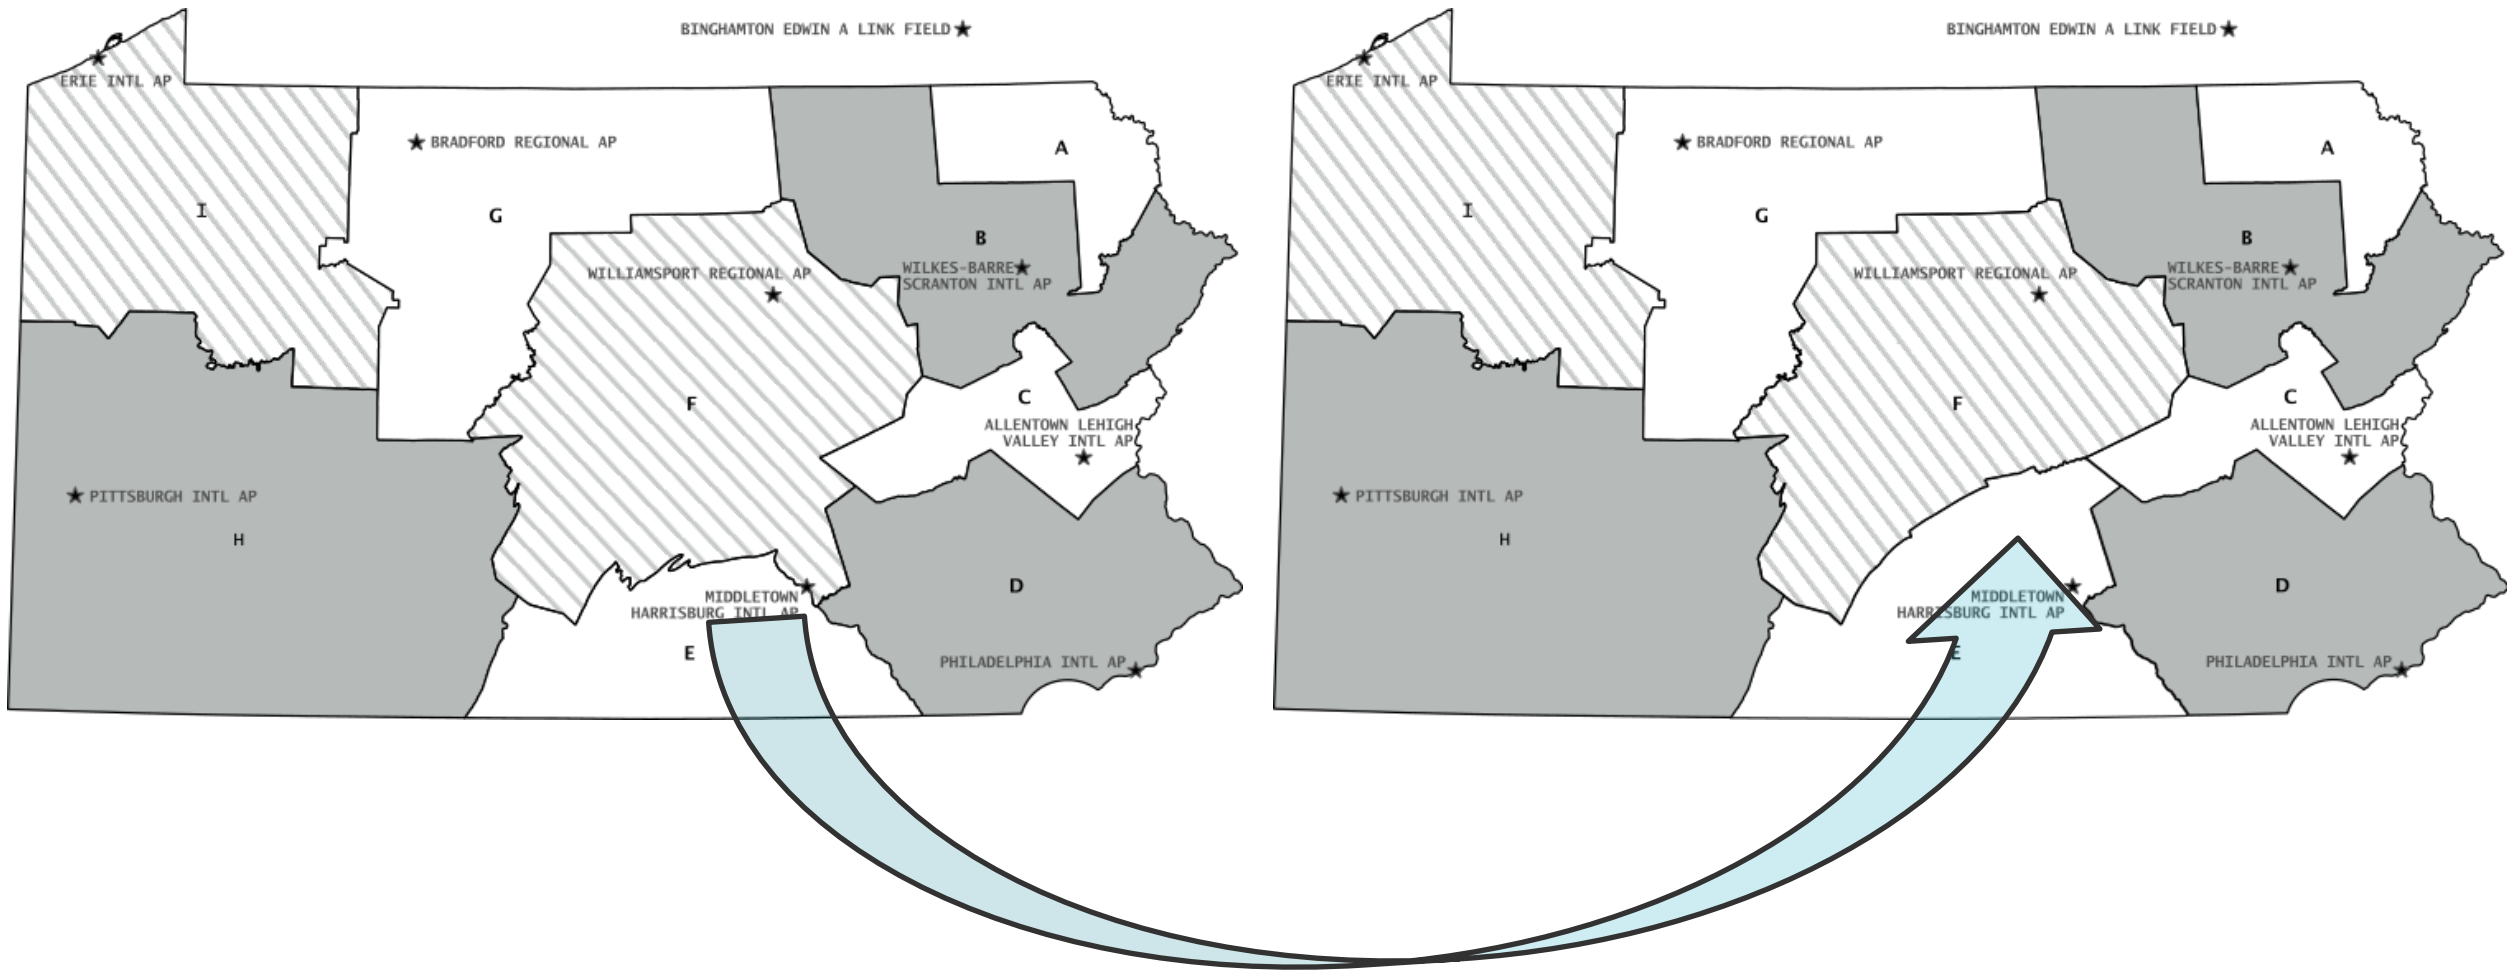 BINGHAMTON EDWIN A LINK FIELD
ERIE INTL AP
BRADFORD REGIONAL AP
A
I
G
B
WILKES-BARRE
SCRANTON INTL AP
WILLIAMSPORT REGIONAL AP
F
C
ALLENTOWN LEHIGH
VALLEY INTL AP
PITTSBURGH INTL AP
H
D
MIDDLETOWN
HARRISBURG INTL AP
E
PHILADELPHIA INTL AP
BINGHAMTON EDWIN A LINK FIELD
ERIE INTL AP
BRADFORD REGIONAL AP
A
I
G
B
WILKES-BARRE
SCRANTON INTL AP
WILLIAMSPORT REGIONAL AP
F
C
ALLENTOWN LEHIGH
VALLEY INTL AP
PITTSBURGH INTL AP
H
D
MIDDLETOWN
HARRISBURG INTL AP
E
PHILADELPHIA INTL AP